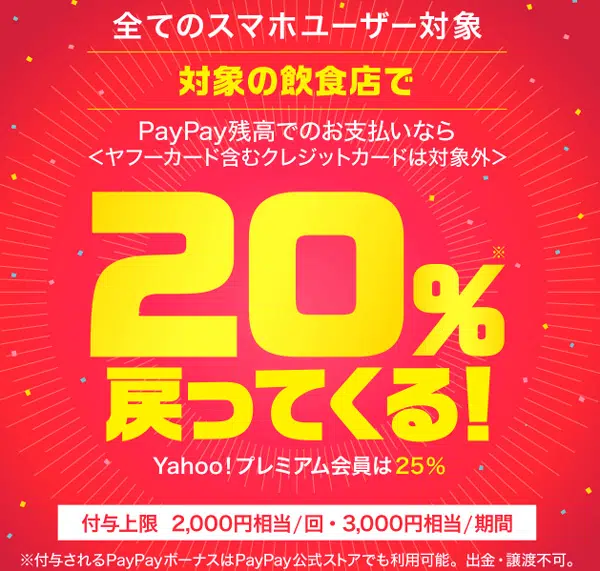 全てのスマホユーザー対象
対象の飲食店で
PayPay残高でのお支払いなら
＜ヤフーカード含むクレジットカードは対象外＞
20%※
戻ってくる!
Yahoo!プレミアム会員は25%
付与上限 2,000円相当/回・3,000円相当/期間
※付与されるPayPayボーナスはPayPay公式ストアでも利用可能。出金・譲渡不可。